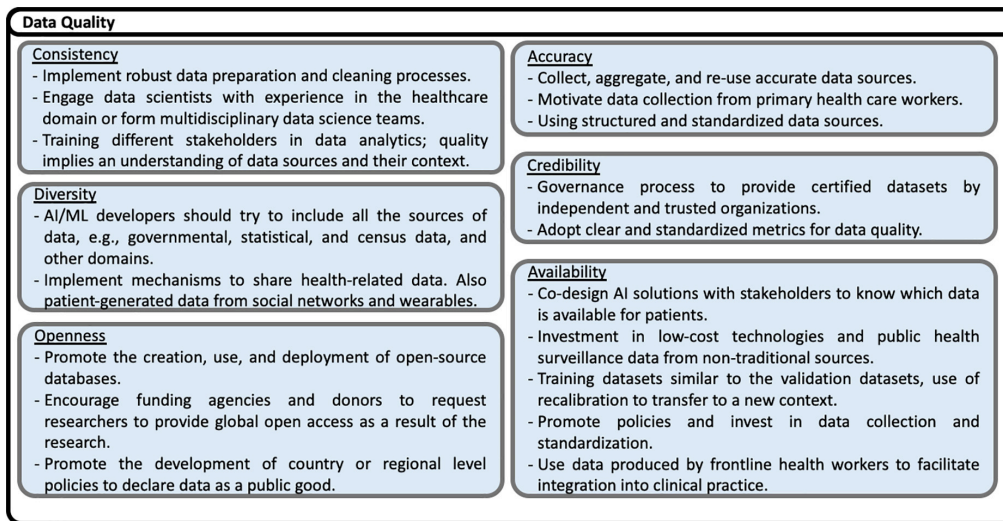 Data Quality
Consistency
- Implement robust data preparation and cleaning processes.
- Engage data scientists with experience in the healthcare
domain or form multidisciplinary data science teams.
- Training different stakeholders in data analytics; quality
implies an understanding of data sources and their context.
Diversity
- AI/ML developers should try to include all the sources of
data, e.g., governmental, statistical, and census data, and
other domains.
- Implement mechanisms to share health-related data. Also
patient-generated data from social networks and wearables.
Openness
- Promote the creation, use, and deployment of open-source
databases.
- Encourage funding agencies and donors to request
researchers to provide global open access as a result of the
research.
- Promote the development of country or regional level
policies to declare data as a public good.
Accuracy
- Collect, aggregate, and re-use accurate data sources.
- Motivate data collection from primary health care workers.
- Using structured and standardized data sources.
Credibility
- Governance process to provide certified datasets by
independent and trusted organizations.
- Adopt clear and standardized metrics for data quality.
Availability
- Co-design AI solutions with stakeholders to know which data
is available for patients.
- Investment in low-cost technologies and public health
surveillance data from non-traditional sources.
- Training datasets similar to the validation datasets, use of
recalibration to transfer to a new context.
- Promote policies and invest in data collection and
standardization.
- Use data produced by frontline health workers to facilitate
integration into clinical practice.